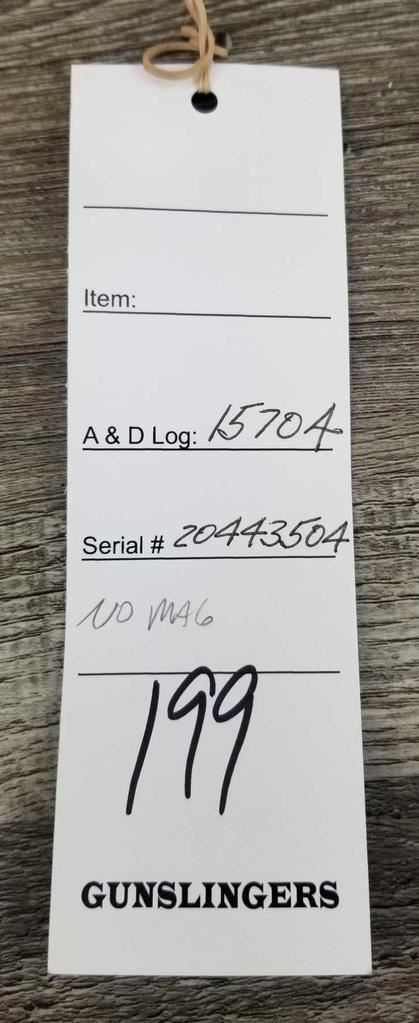 Item:
A & D Log: 15704
Serial # 20443504
NO MAG
199
GUNSLINGERS